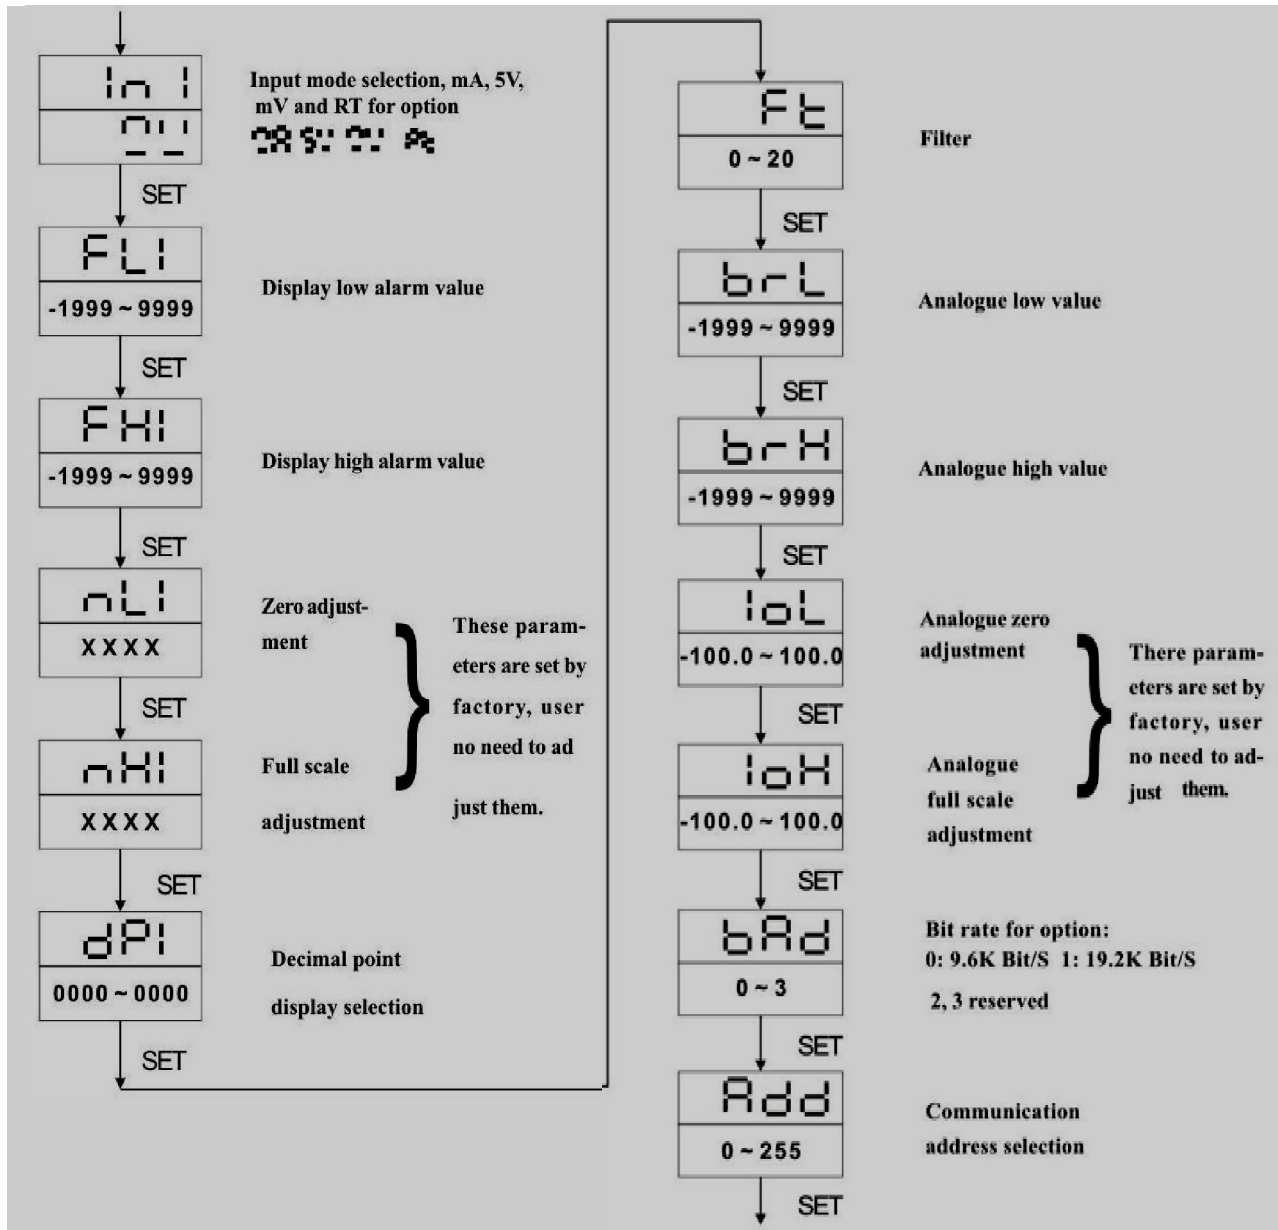 In1
Input mode selection, mA, 5V,
mV and RT for option
SET
FL1
-1999 ~ 9999
Display low alarm value
SET
FH1
-1999 ~ 9999
Display high alarm value
SET
nL1
X X X X
Zero adjust-
ment
SET
nH1
X X X X
Full scale
adjustment
These param-
eters are set by
factory, user
no need to ad
just them.
SET
dP1
0000 ~ 0000
Decimal point
display selection
SET
Ft
0 ~ 20
Filter
SET
brL
-1999 ~ 9999
Analogue low value
SET
brH
-1999 ~ 9999
Analogue high value
SET
IoL
-100.0 ~ 100.0
Analogue zero
adjustment
SET
IoH
-100.0 ~ 100.0
Analogue
full scale
adjustment
There param-
eters are set by
factory, user
no need to ad-
just them.
SET
bAd
0 ~ 3
Bit rate for option:
0: 9.6K Bit/S 1: 19.2K Bit/S
2, 3 reserved
SET
Add
0 ~ 255
Communication
address selection
SET